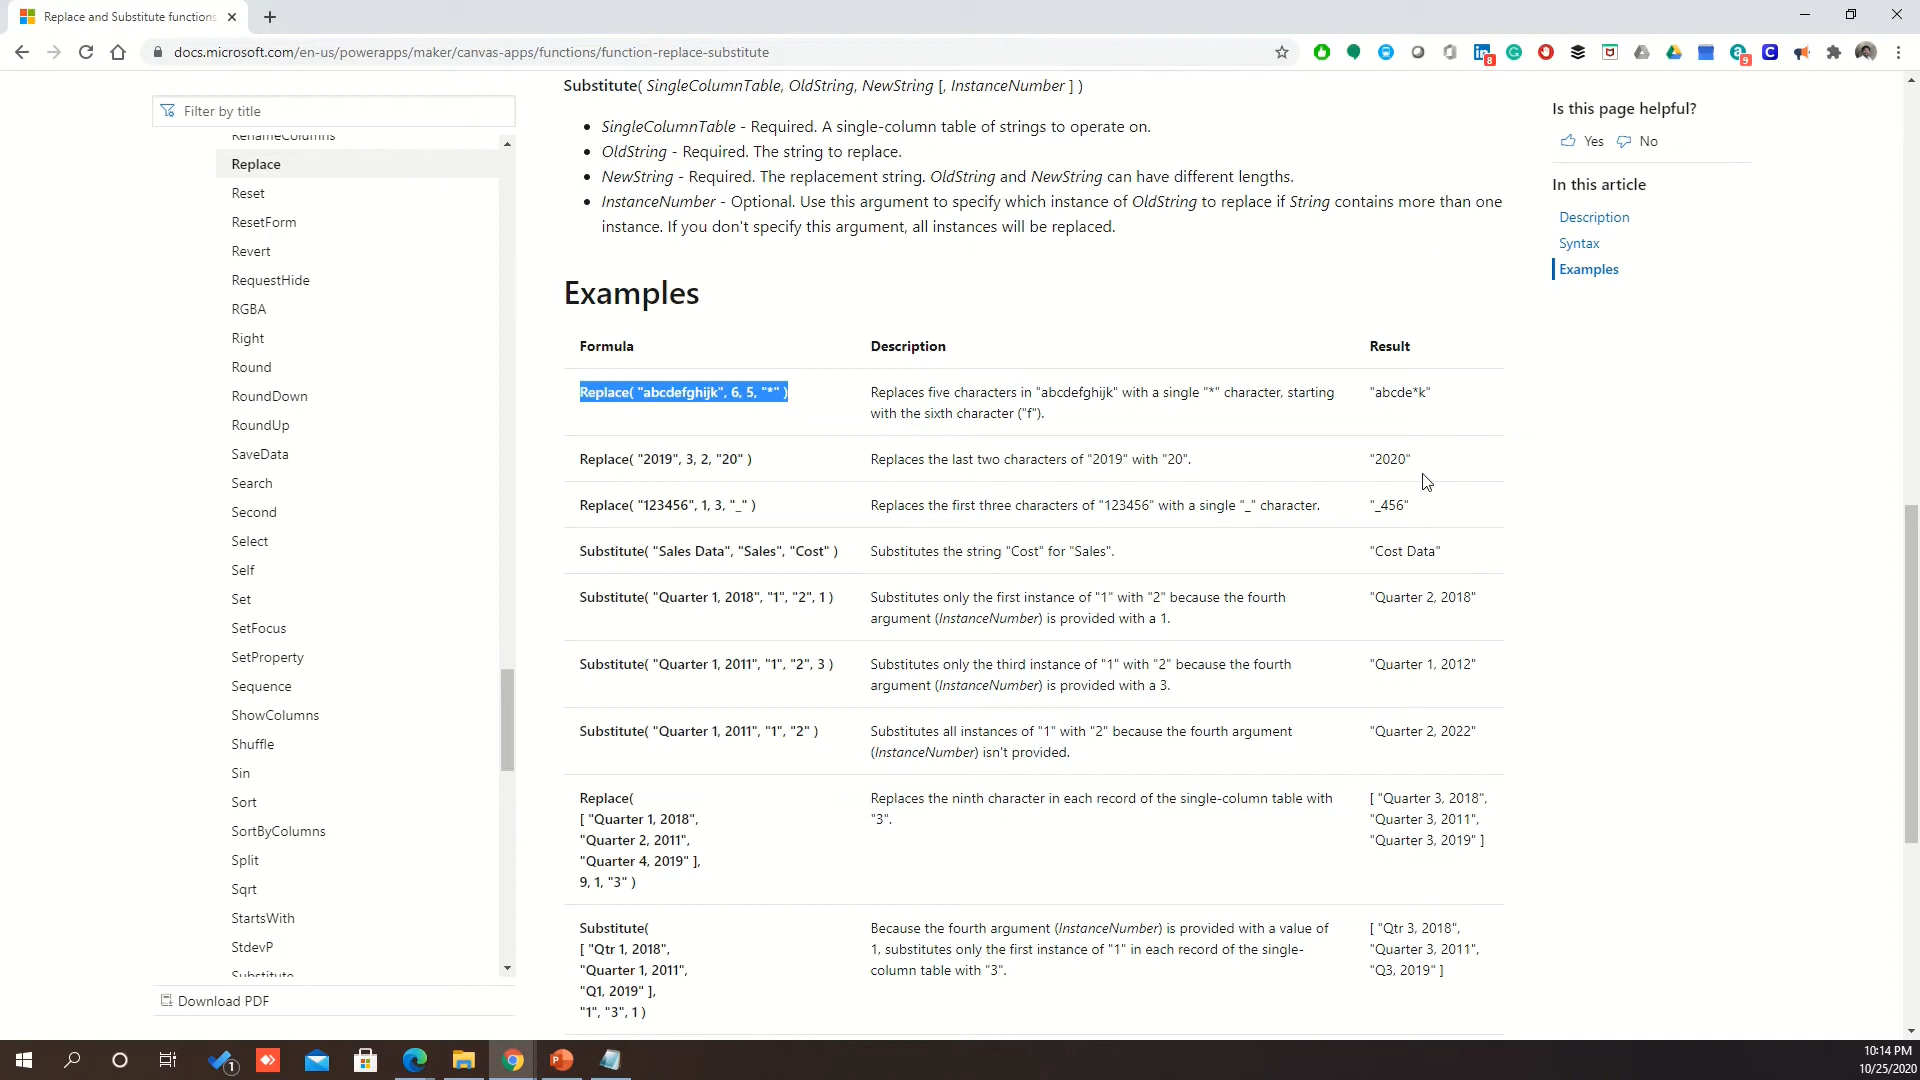 Replace and Substitute functions
docs.microsoft.com/en-us/powerapps/maker/canvas-apps/functions/function-replace-substitute
8
9
Filter by title
RenameColumns
Replace
Reset
ResetForm
Revert
RequestHide
RGBA
Right
Round
RoundDown
RoundUp
SaveData
Search
Second
Select
Self
Set
SetFocus
SetProperty
Sequence
ShowColumns
Shuffle
Sin
Sort
SortByColumns
Split
Sqrt
StartsWith
StdevP
Substitute
Download PDF
Substitute( SingleColumnTable, OldString, NewString [, InstanceNumber ] )
• SingleColumnTable - Required. A single-column table of strings to operate on.
• OldString - Required. The string to replace.
• NewString - Required. The replacement string. OldString and NewString can have different lengths.
• InstanceNumber - Optional. Use this argument to specify which instance of OldString to replace if String contains more than one
instance. If you don't specify this argument, all instances will be replaced.
Examples
Formula Description Result
Replace( "abcdefghijk", 6, 5, "*" ) Replaces five characters in "abcdefghijk" with a single "*" character, starting "abcde*k"
with the sixth character ("f").
Replace( "2019", 3, 2, "20" ) Replaces the last two characters of "2019" with "20". "2020"
Replace( "123456", 1, 3, "_" ) Replaces the first three characters of "123456" with a single "_" character. "_456"
Substitute( "Sales Data", "Sales", "Cost" ) Substitutes the string "Cost" for "Sales". "Cost Data"
Substitute( "Quarter 1, 2018", "1", "2", 1 ) Substitutes only the first instance of "1" with "2" because the fourth "Quarter 2, 2018"
argument (InstanceNumber) is provided with a 1.
Substitute( "Quarter 1, 2011", "1", "2", 3 ) Substitutes only the third instance of "1" with "2" because the fourth "Quarter 1, 2012"
argument (InstanceNumber) is provided with a 3.
Substitute( "Quarter 1, 2011", "1", "2" ) Substitutes all instances of "1" with "2" because the fourth argument "Quarter 2, 2022"
(InstanceNumber) isn't provided.
Replace( Replaces the ninth character in each record of the single-column table with [ "Quarter 3, 2018",
[ "Quarter 1, 2018", "3". "Quarter 3, 2011",
"Quarter 2, 2011", "Quarter 3, 2019" ]
"Quarter 4, 2019" ],
9, 1, "3" )
Substitute( Because the fourth argument (InstanceNumber) is provided with a value of [ "Qtr 3, 2018",
[ "Qtr 1, 2018", 1, substitutes only the first instance of "1" in each record of the single- "Quarter 3, 2011",
"Quarter 1, 2011", column table with "3". "Q3, 2019" ]
"Q1, 2019" ],
"1", "3", 1 )
Is this page helpful?
Yes No
In this article
Description
Syntax
Examples
1
10:14 PM
10/25/2020